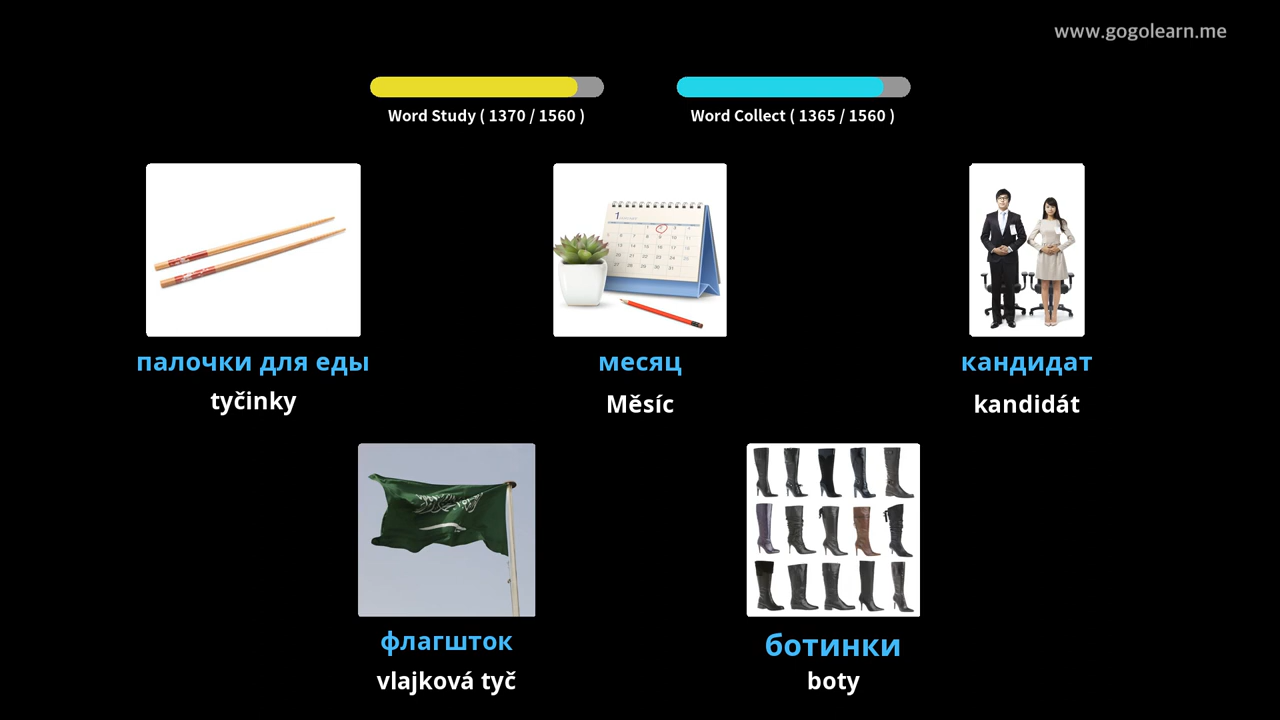 www.gogolearn.me
Word Study ( 1370 / 1560 )
Word Collect ( 1365 / 1560 )
палочки для еды
tyčinky
месяц
Měsíc
кандидат
kandidát
флагшток
vlajková tyč
ботинки
boty